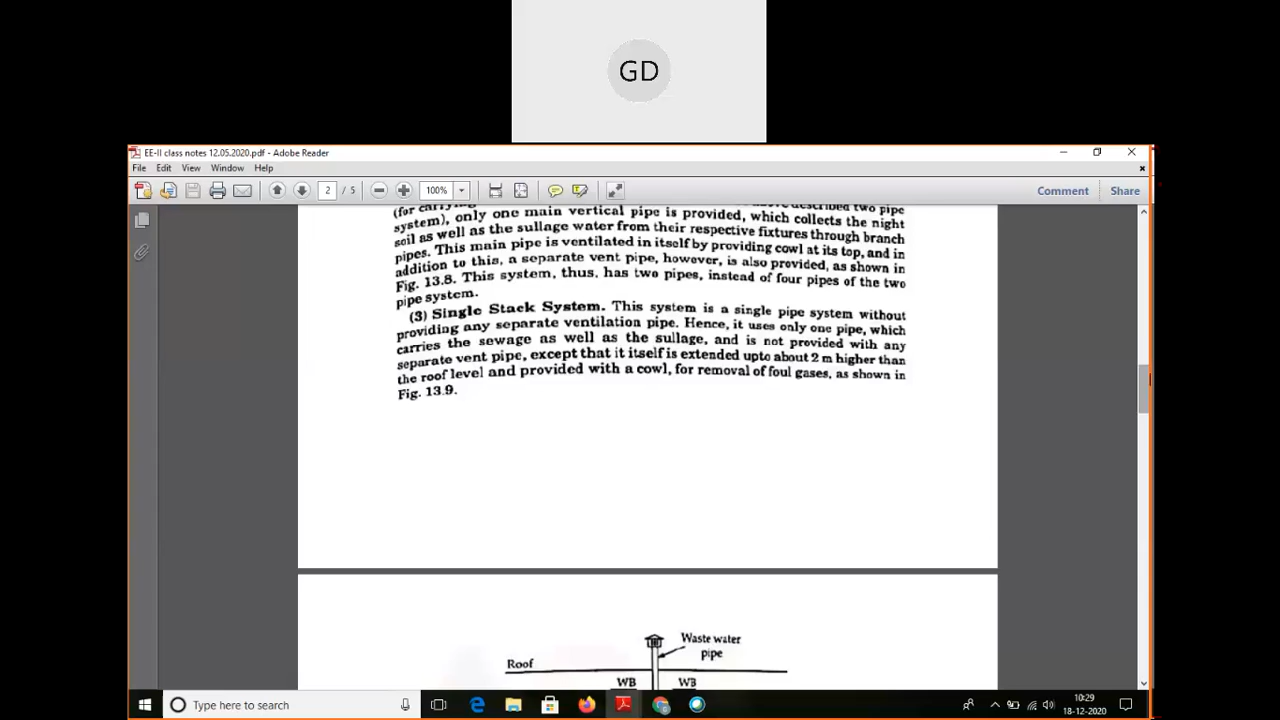 GD
EE-II class notes 12.05.2020.pdf - Adobe Reader
File Edit View Window Help
2 / 5 100% Comment Share
(for carrying described two pipe
system), only one main vertical pipe is provided, which collects the night
soil as well as the sullage water from their respective fixtures through branch
pipes. This main pipe is ventilated in itself by providing cowl at its top, and in
addition to this, a separate vent pipe, however, is also provided, as shown in
Fig. 13.8. This system, thus, has two pipes, instead of four pipes of the two
pipe system.
(3) Single Stack System. This system is a single pipe system without
providing any separate ventilation pipe. Hence, it uses only one pipe, which
carries the sewage as well as the sullage, and is not provided with any
separate vent pipe, except that it itself is extended upto about 2 m higher than
the roof level and provided with a cowl, for removal of foul gases, as shown in
Fig. 13.9.
Waste water
pipe
Roof
WB WB
Type here to search
10:29
18-12-2020